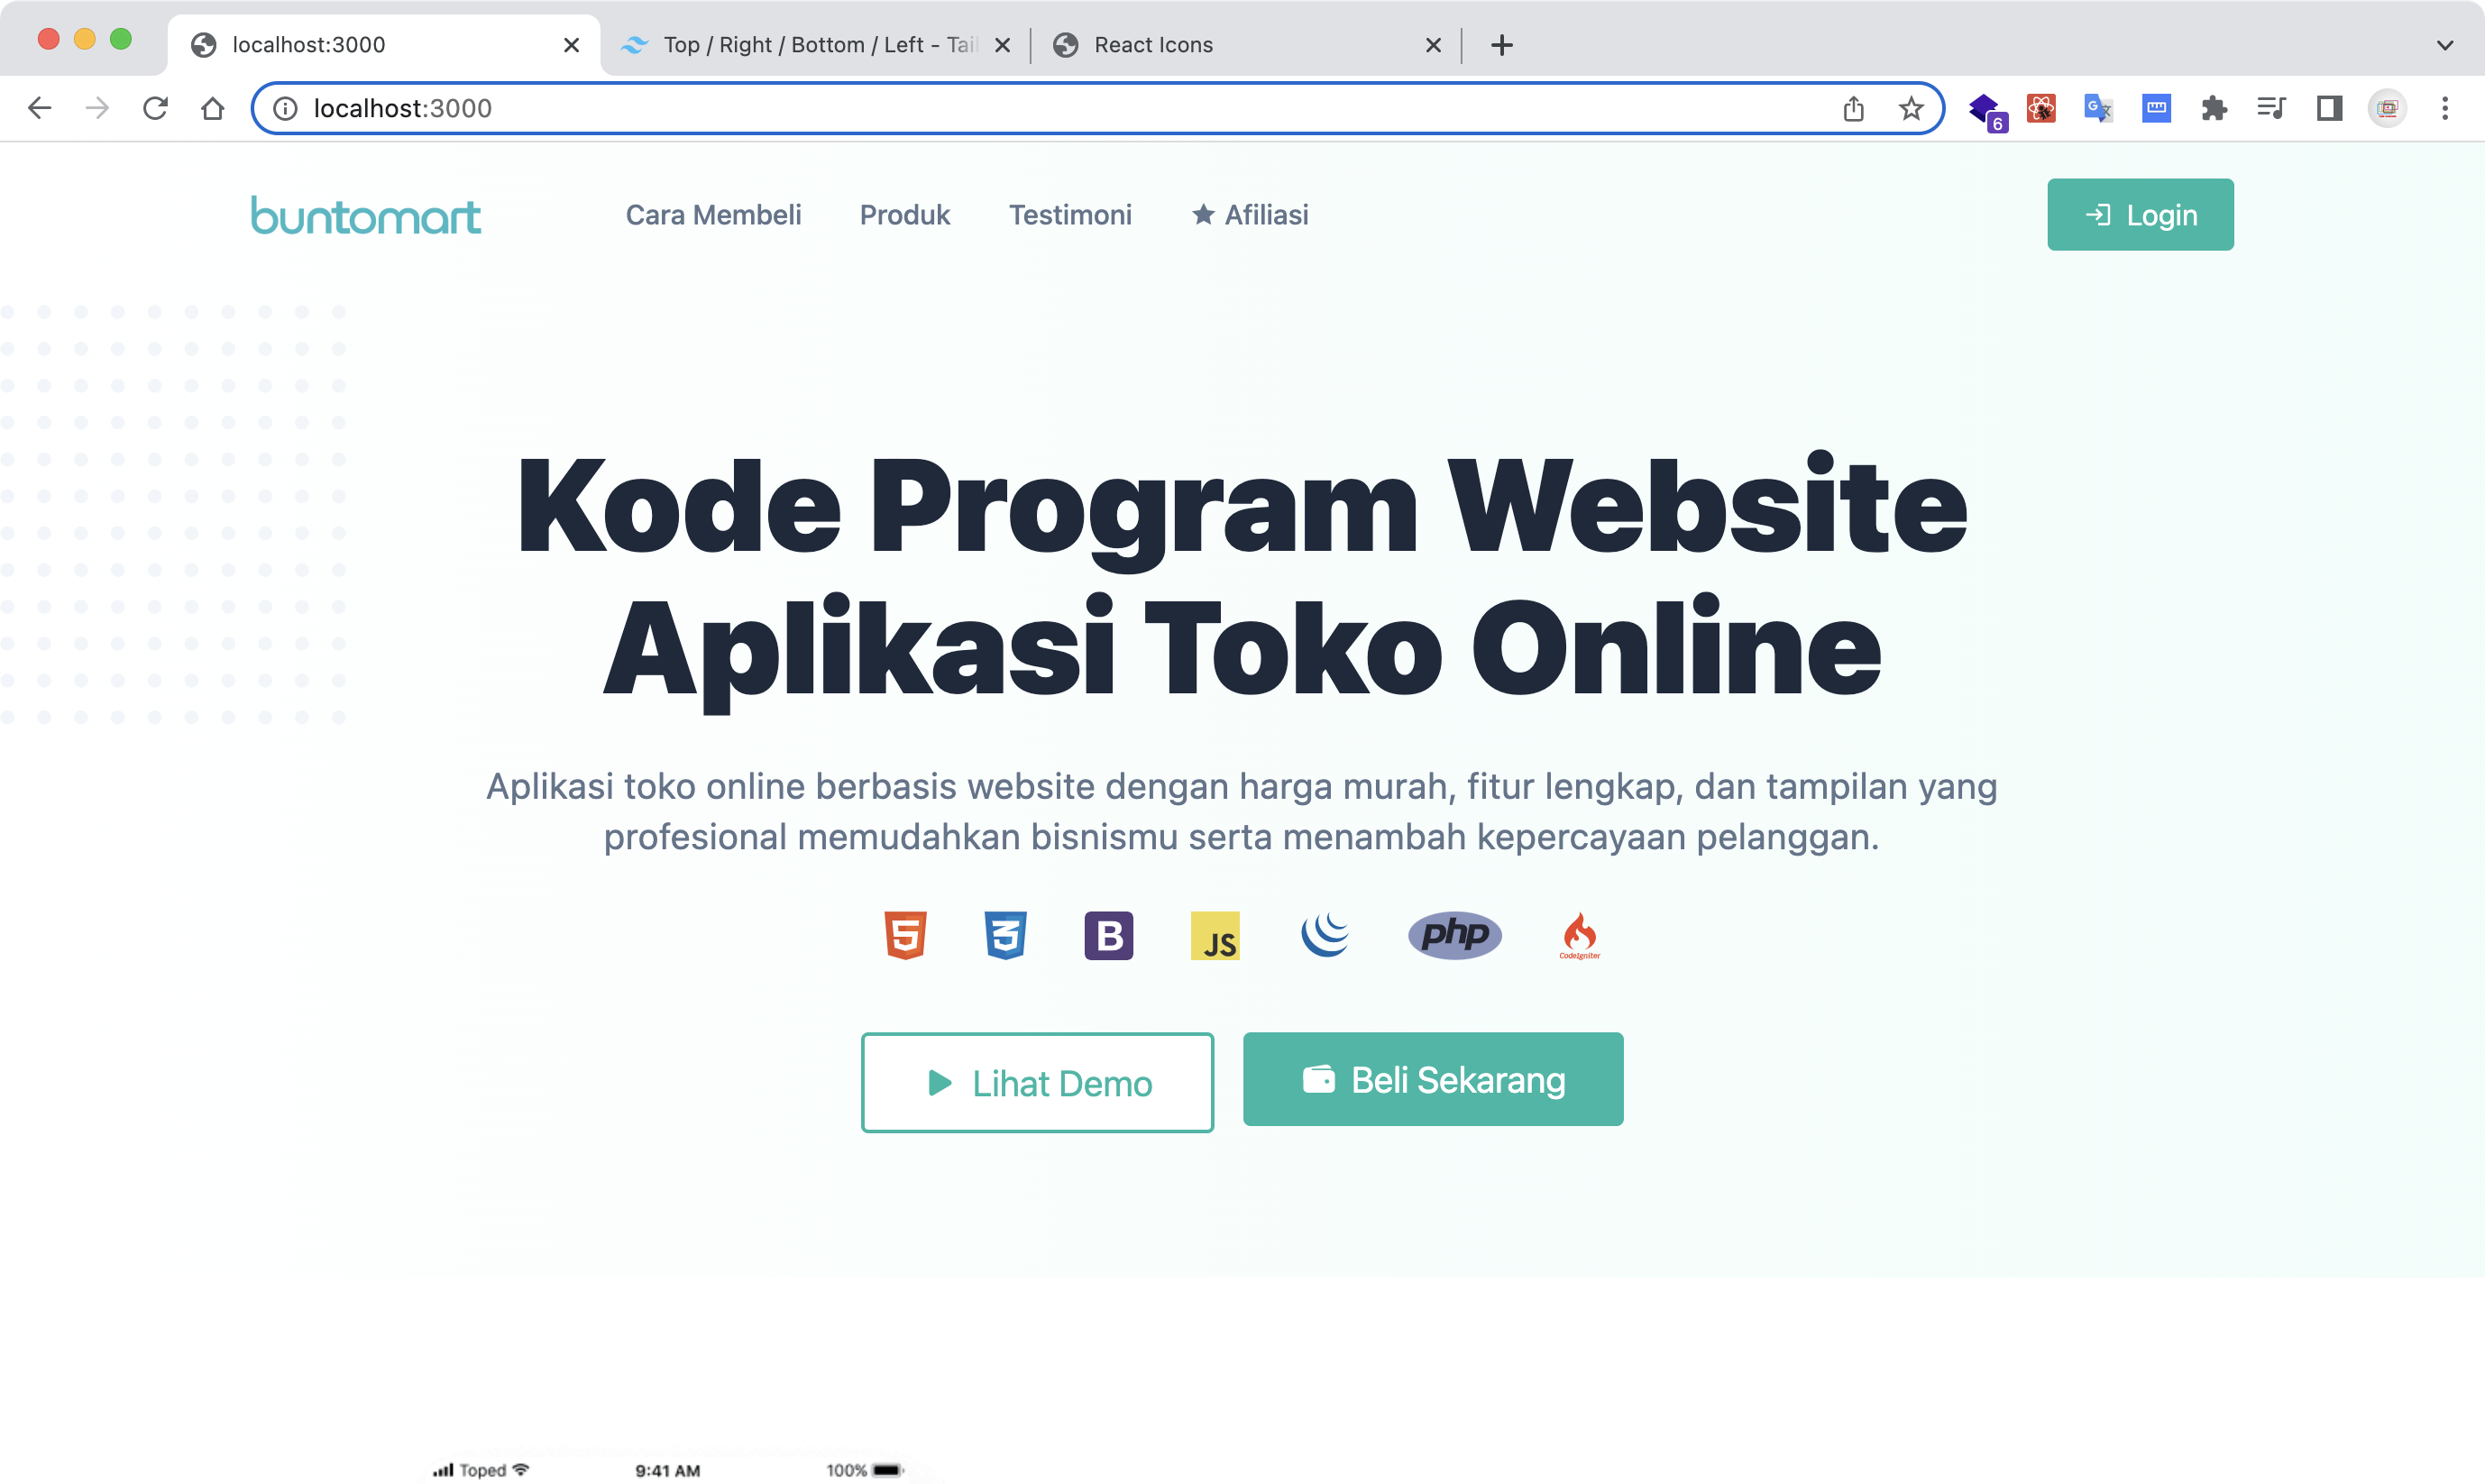 localhost:3000
Top / Right / Bottom / Left - Tai
React Icons
localhost:3000
6
buntomart
Cara Membeli
Produk
Testimoni
Afiliasi
Login
Kode Program Website
Aplikasi Toko Online
Aplikasi toko online berbasis website dengan harga murah, fitur lengkap, dan tampilan yang
profesional memudahkan bisnismu serta menambah kepercayaan pelanggan.
5
3
B
JS
php
CodeIgniter
Lihat Demo
Beli Sekarang
Toped
9:41 AM
100%